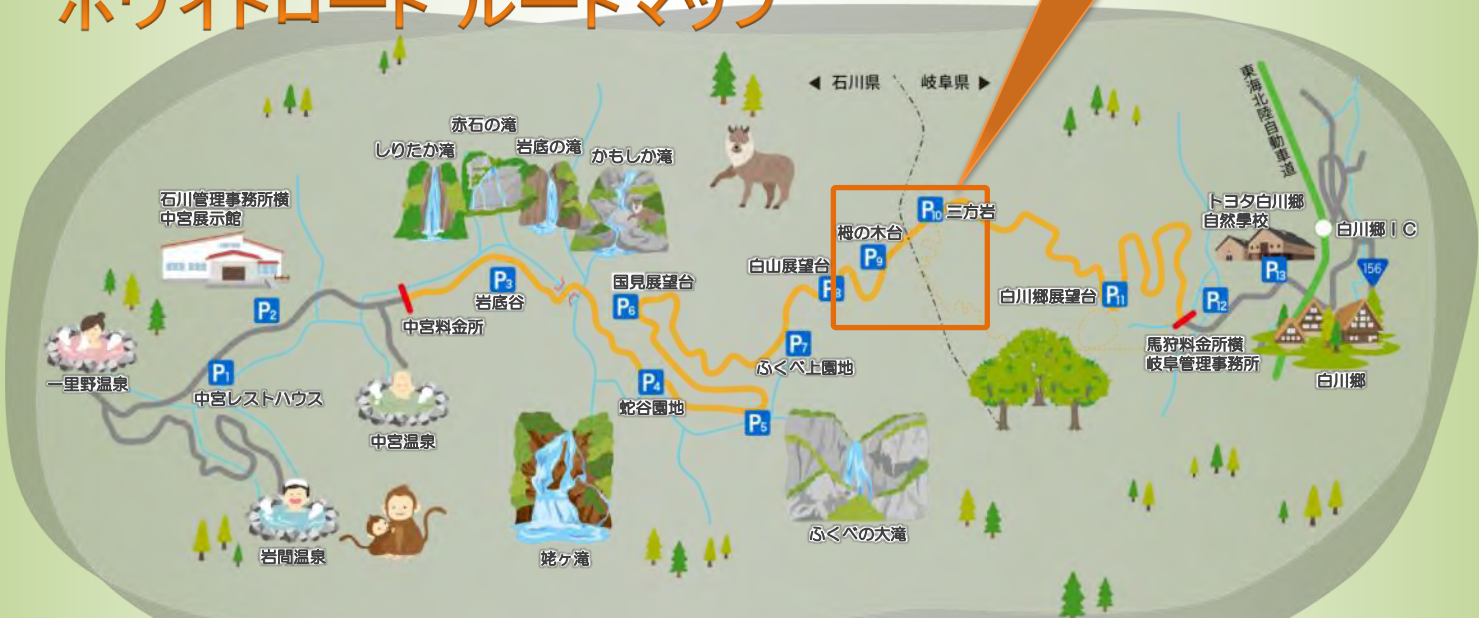 ホワイトロード ルートマップ
◀ 石川県
岐阜県 ▶
東海北陸自動車道
赤石の滝
しりたか滝
岩底の滝
かもしか滝
石川管理事務所横
中宮展示館
トヨタ白川郷
自然學校
白川郷IC
P10 三方岩
栂の木台
P9
白山展望台
P8
国見展望台
P6
P3
岩底谷
P2
中宮料金所
白川郷展望台 P11
P12
P13
156
馬狩料金所横
岐阜管理事務所
白川郷
P7
ふくべ上園地
一里野温泉
P1
中宮レストハウス
P4
蛇谷園地
P5
中宮温泉
岩間温泉
姥ヶ滝
ふくべの大滝